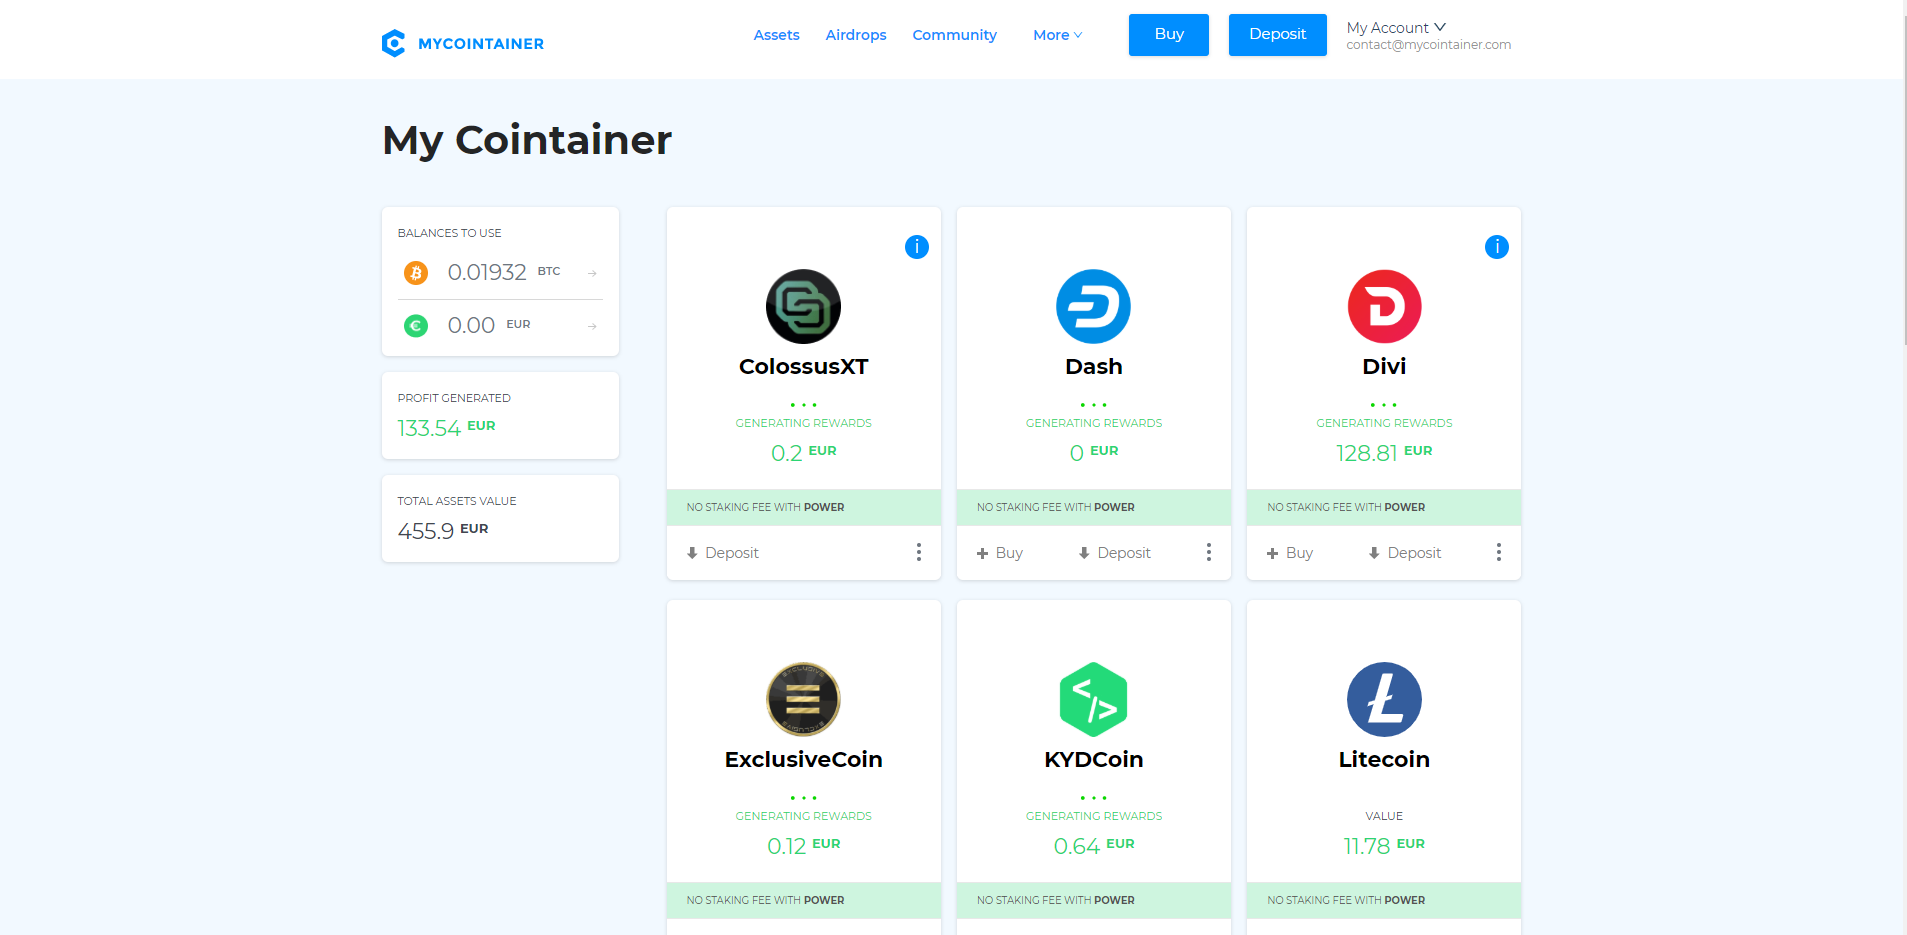 MYCOINTAINER
Assets Airdrops Community More Buy Deposit My Account
contact@mycointainer.com
My Cointainer
BALANCES TO USE
0.01932 BTC
0.00 EUR
PROFIT GENERATED
133.54 EUR
TOTAL ASSETS VALUE
455.9 EUR
ColossusXT
GENERATING REWARDS
0.2 EUR
NO STAKING FEE WITH POWER
Deposit
Dash
GENERATING REWARDS
0 EUR
NO STAKING FEE WITH POWER
Buy Deposit
i
Divi
GENERATING REWARDS
128.81 EUR
NO STAKING FEE WITH POWER
Buy Deposit
ExclusiveCoin
GENERATING REWARDS
0.12 EUR
NO STAKING FEE WITH POWER
KYDCoin
GENERATING REWARDS
0.64 EUR
NO STAKING FEE WITH POWER
Litecoin
VALUE
11.78 EUR
NO STAKING FEE WITH POWER